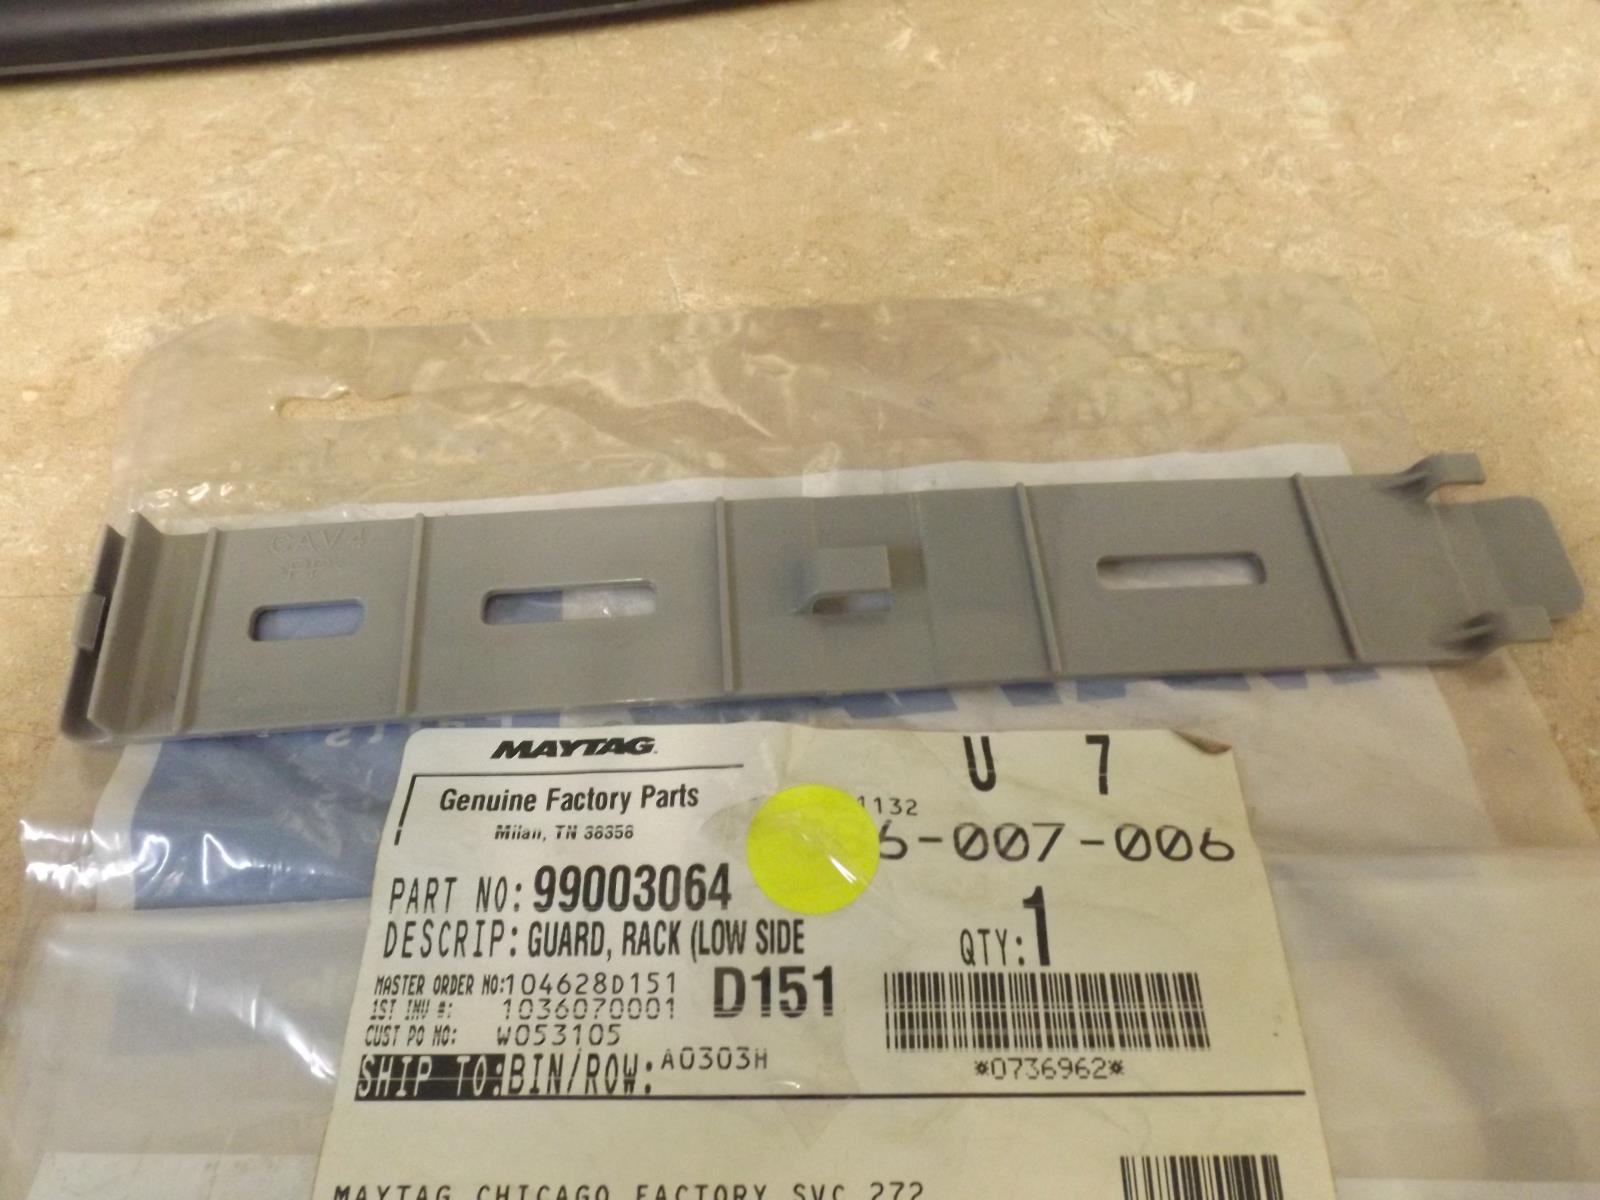 CAV4
PP
MAYTAG
Genuine Factory Parts
Milan, TN 38358
U 7
1132
6-007-006
PART NO: 99003064
DESCRIP: GUARD, RACK (LOW SIDE
QTY: 1
MASTER ORDER NO: 104628D151
D151
1ST INV #: 1036070001
CUST PO NO: W053105
SHIP TO: BIN/ROW: A0303H
*0736962*
MAYTAG CHICAGO FACTORY SVC 272